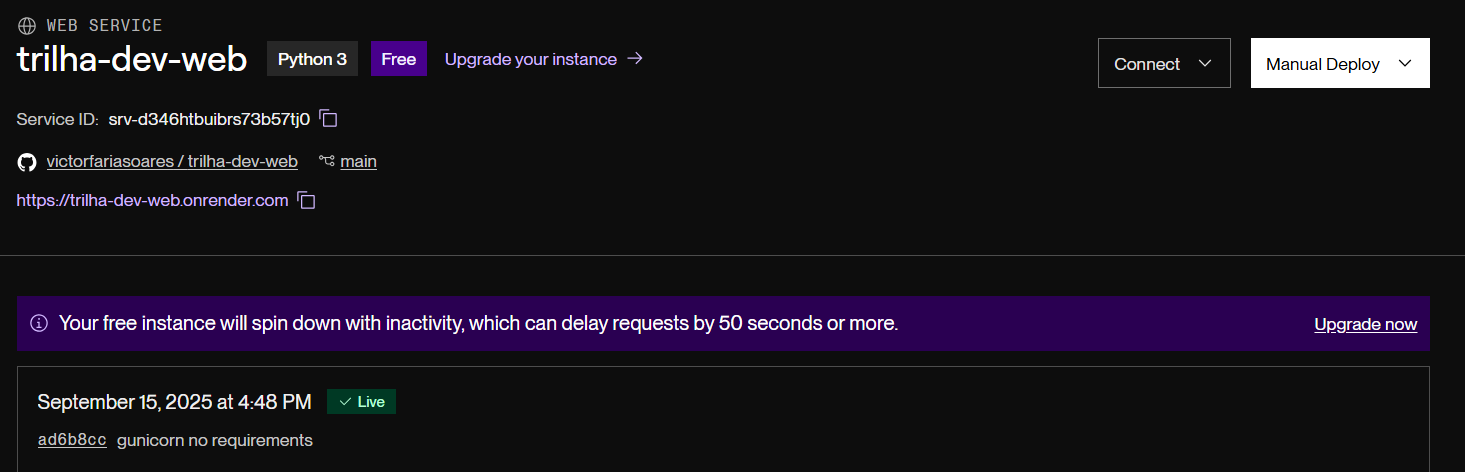 WEB SERVICE
trilha-dev-web Python 3 Free Upgrade your instance → Connect Manual Deploy
Service ID: srv-d346htbuibrs73b57tj0
victorfariasoares / trilha-dev-web main
https://trilha-dev-web.onrender.com
Your free instance will spin down with inactivity, which can delay requests by 50 seconds or more. Upgrade now
September 15, 2025 at 4:48 PM Live
ad6b8cc gunicorn no requirements